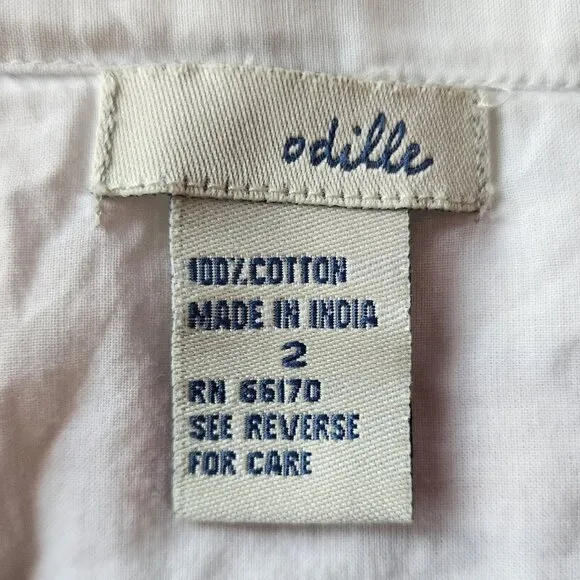 odille
100% COTTON
MADE IN INDIA
2
RN 66170
SEE REVERSE
FOR CARE